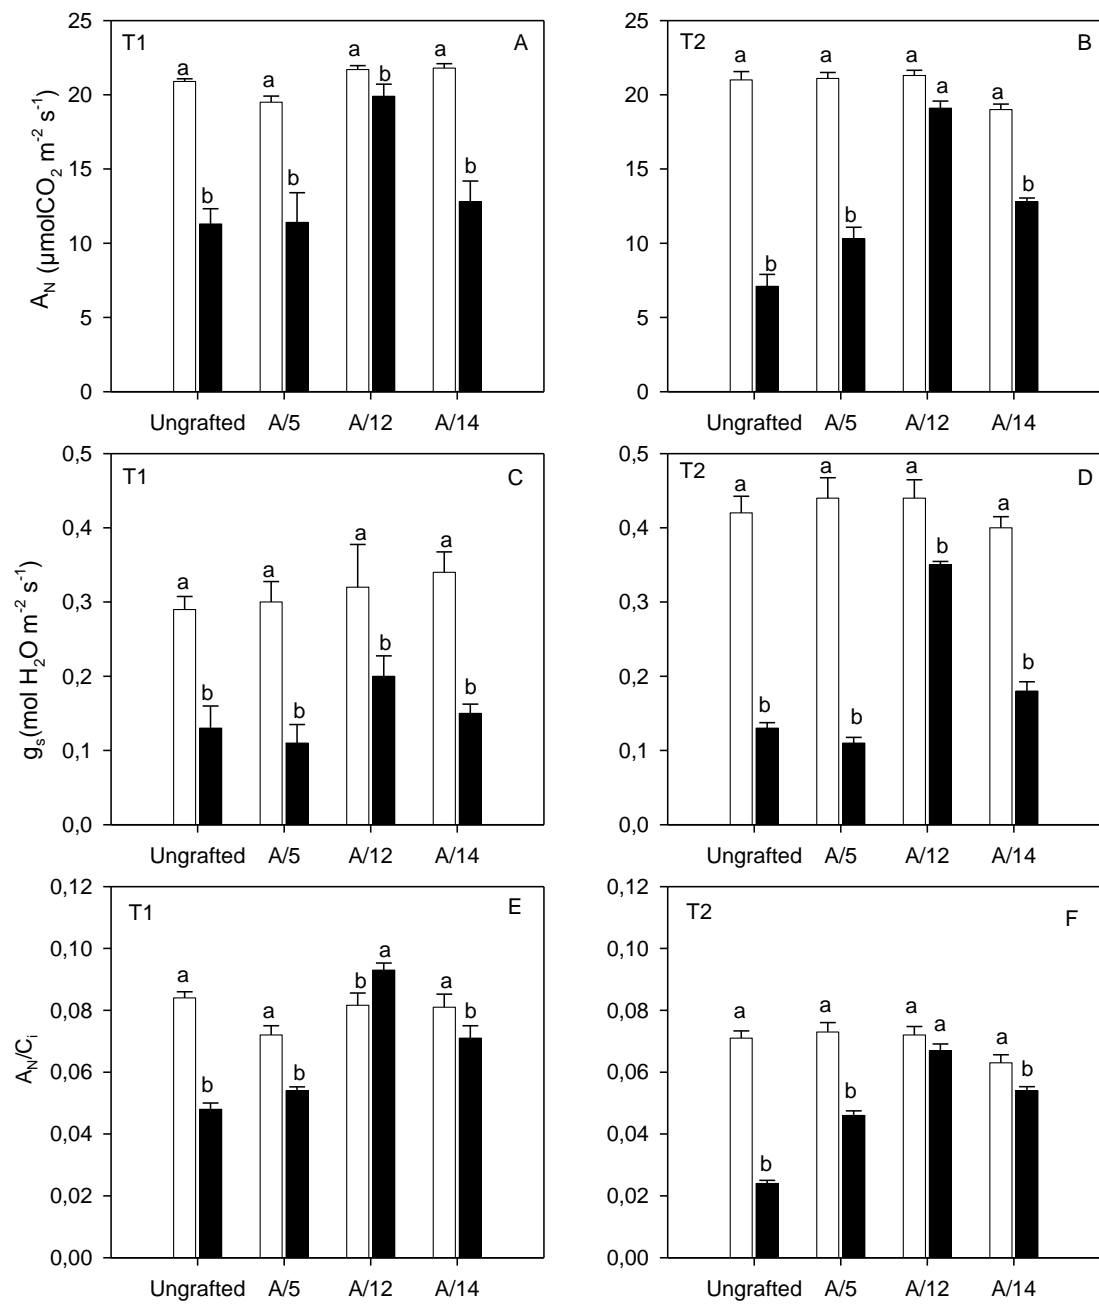 25
20
15
10
5
0
A_N (μmolCO₂ m⁻² s⁻¹)
T1
A
a b a b a b a b
Ungrafted A/5 A/12 A/14
25
20
15
10
5
0
T2
B
a b a b a a a b
Ungrafted A/5 A/12 A/14
0,5
0,4
0,3
0,2
0,1
0,0
g_s(mol H₂O m⁻² s⁻¹)
T1
C
a b a b a b a b
Ungrafted A/5 A/12 A/14
0,5
0,4
0,3
0,2
0,1
0,0
T2
D
a b a b a b a b
Ungrafted A/5 A/12 A/14
0,12
0,10
0,08
0,06
0,04
0,02
0,00
A_N/C_i
T1
E
a b a b b a a b
Ungrafted A/5 A/12 A/14
0,12
0,10
0,08
0,06
0,04
0,02
0,00
T2
F
a b a b a a a b
Ungrafted A/5 A/12 A/14